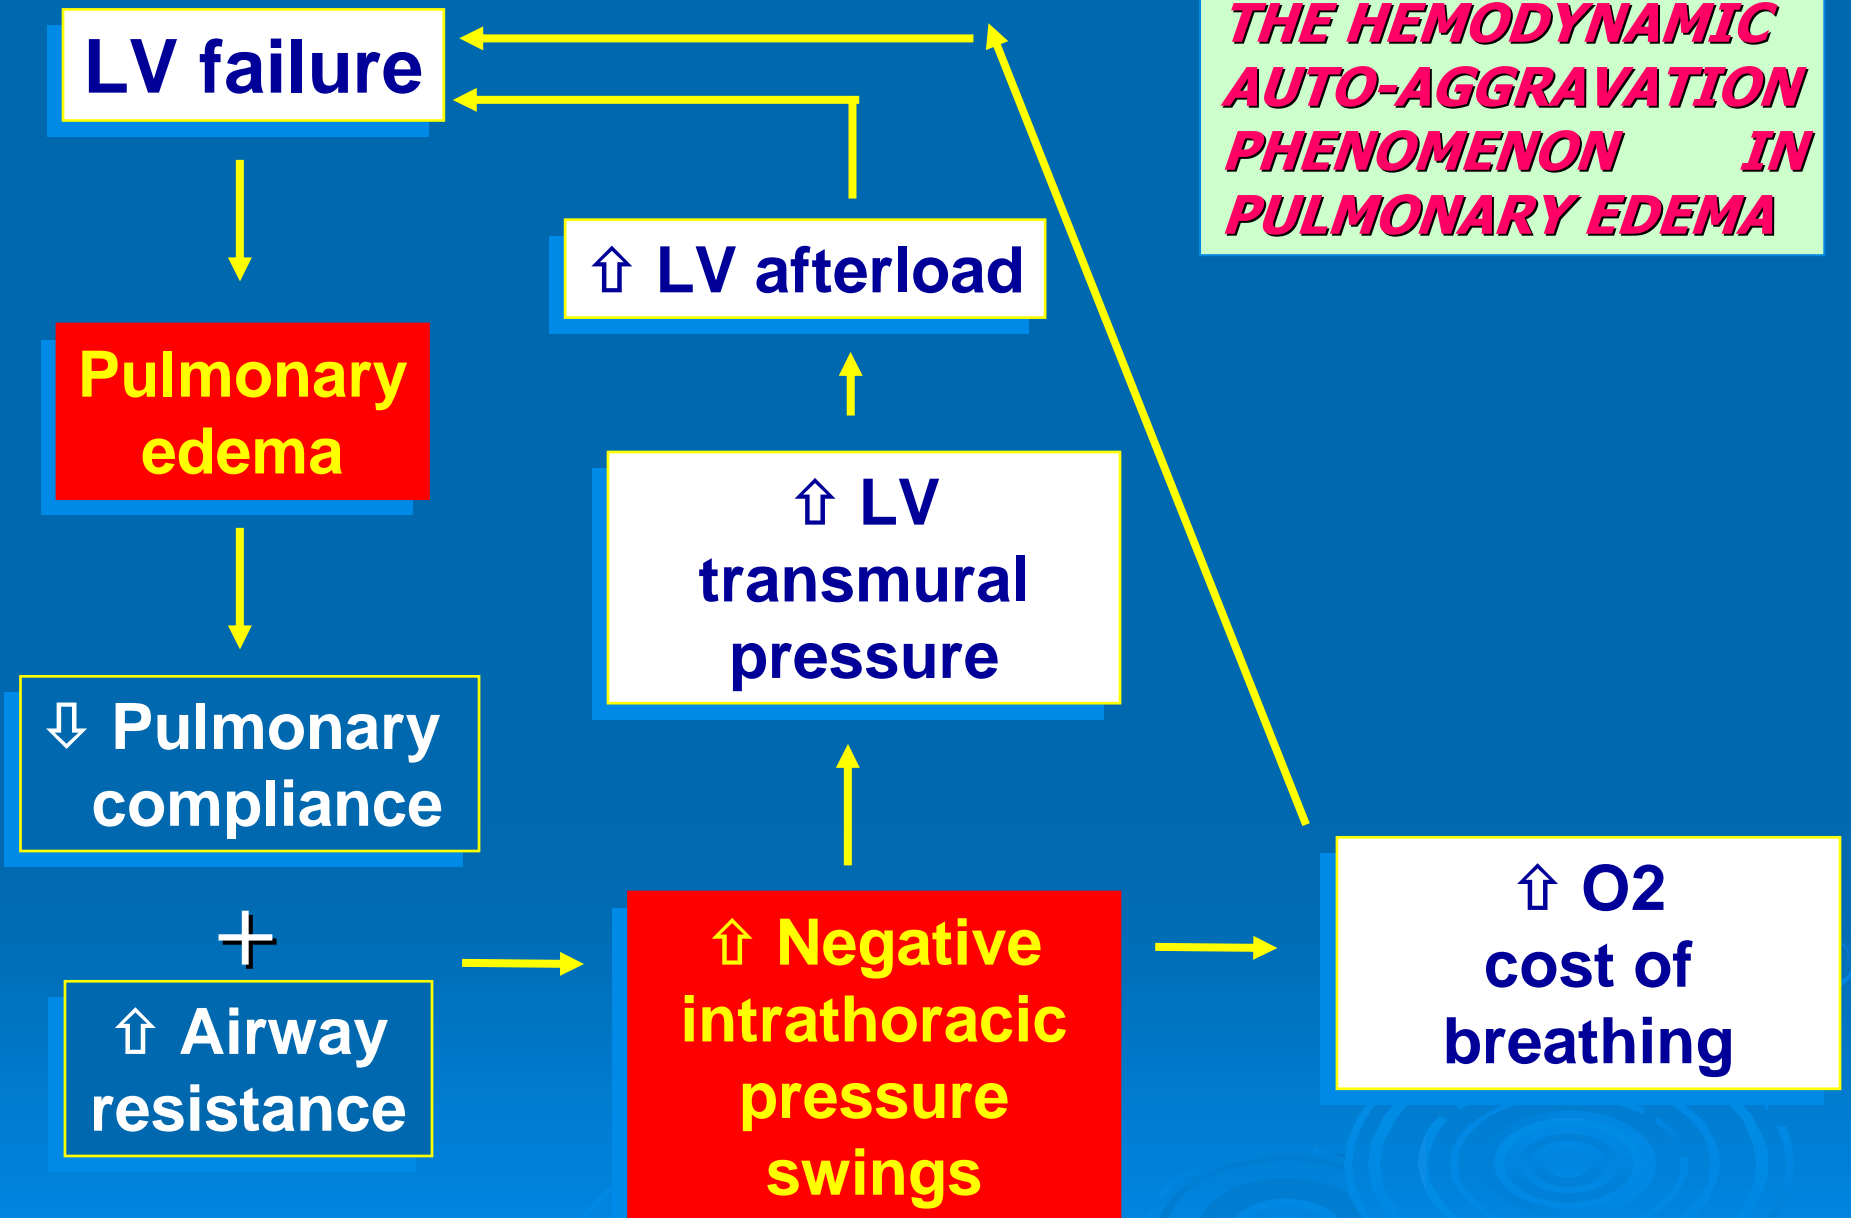 THE HEMODYNAMIC
AUTO-AGGRAVATION
PHENOMENON IN
PULMONARY EDEMA
LV failure
⇧ LV afterload
Pulmonary
edema
⇧ LV
transmural
pressure
⇩ Pulmonary
compliance
+
⇧ Airway
resistance
⇧ Negative
intrathoracic
pressure
swings
⇧ O2
cost of
breathing